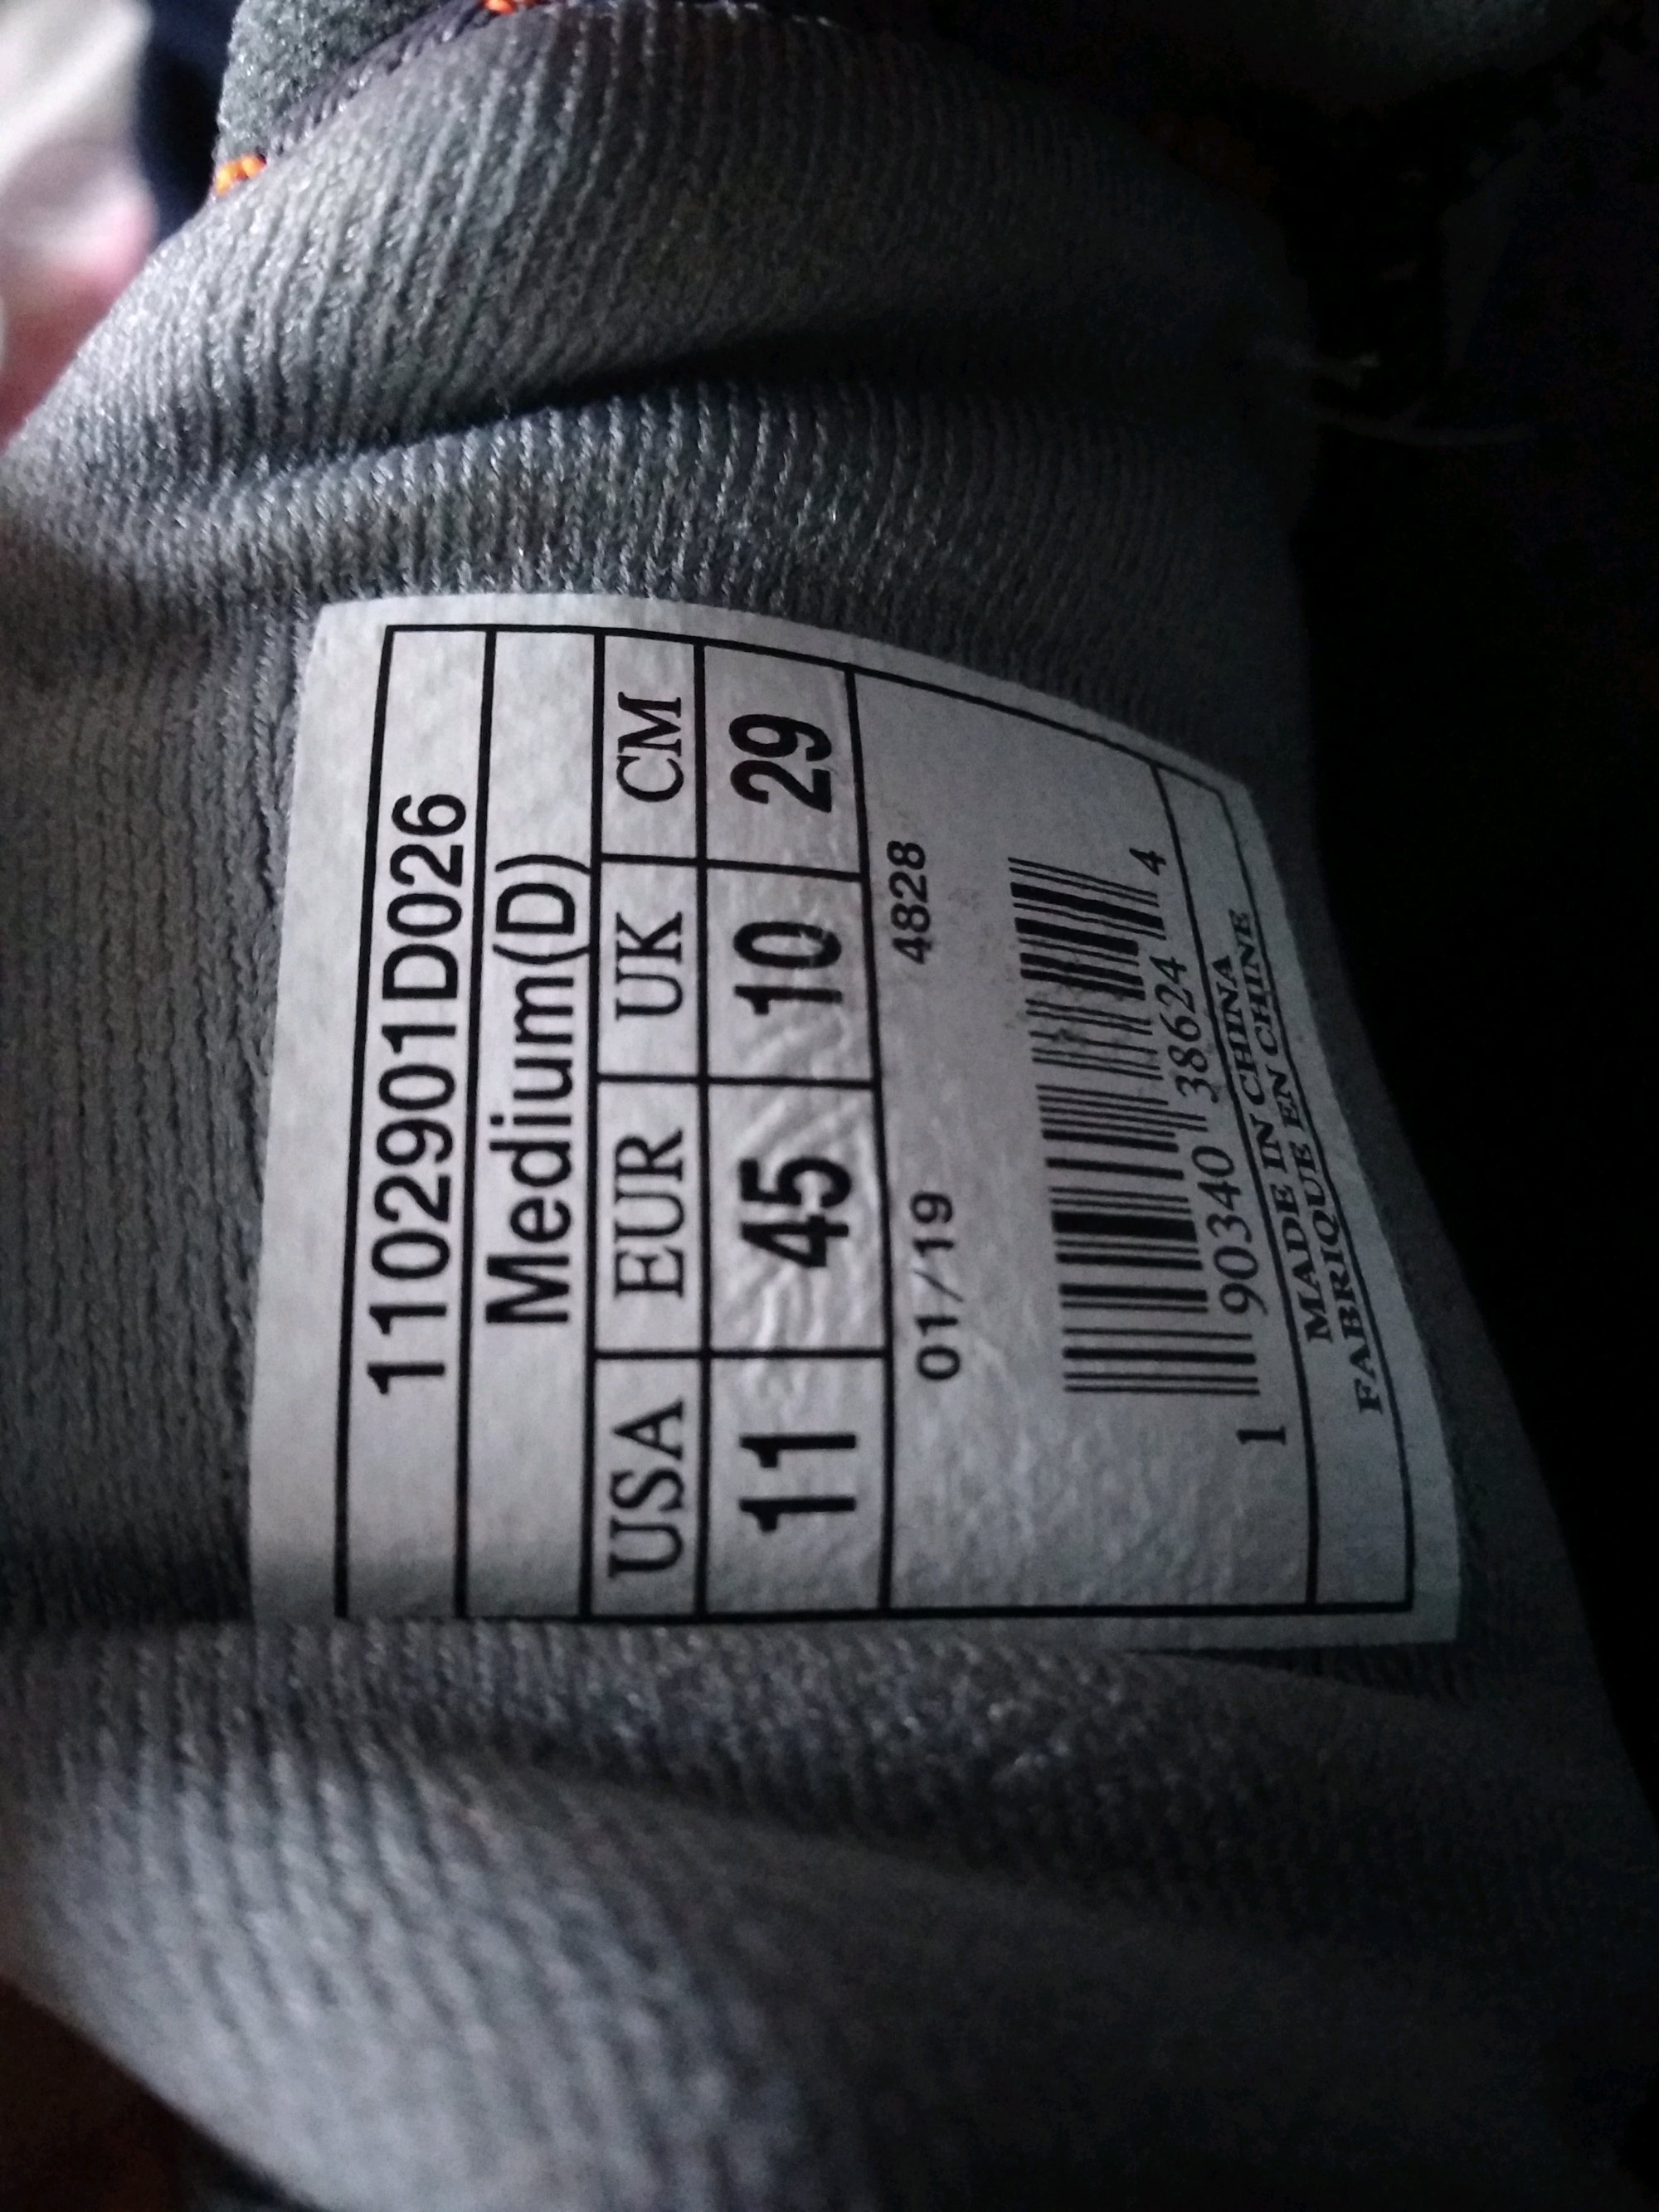 1102901D026
Medium(D)
USA EUR UK CM
11 45 10 29
01/19 4828
1 90340 38624 4
MADE IN CHINA
FABRIQUE EN CHINE